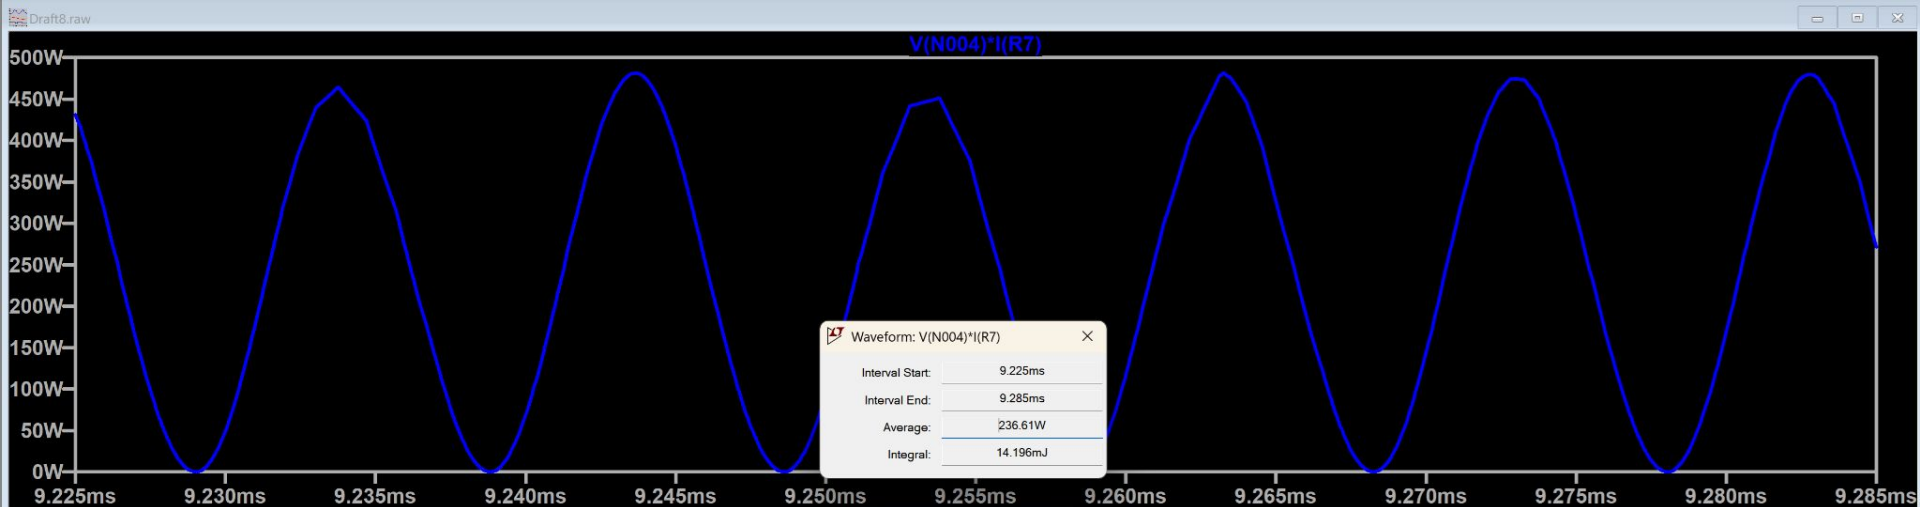 Draft8.raw
V(N004)*I(R7)
500W
450W
400W
350W
300W
250W
200W
150W
100W
50W
0W
Waveform: V(N004)*I(R7)
Interval Start: 9.225ms
Interval End: 9.285ms
Average: 236.61W
Integral: 14.196mJ
9.225ms 9.230ms 9.235ms 9.240ms 9.245ms 9.250ms 9.255ms 9.260ms 9.265ms 9.270ms 9.275ms 9.280ms 9.285ms